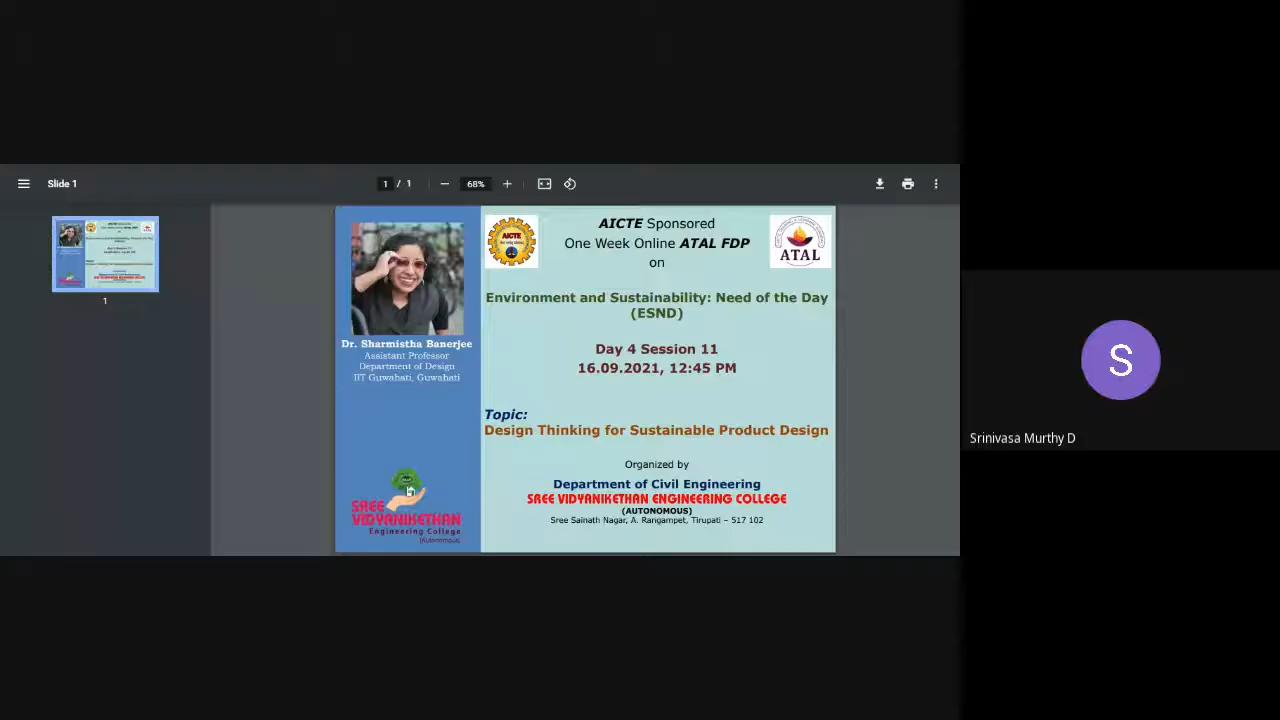 Slide 1
1 / 1
68%
1
AICTE
AICTE Sponsored
One Week Online ATAL FDP
on
ATAL
Environment and Sustainability: Need of the Day
(ESND)
Day 4 Session 11
16.09.2021, 12:45 PM
Dr. Sharmistha Banerjee
Assistant Professor
Department of Design
IIT Guwahati, Guwahati
Topic:
Design Thinking for Sustainable Product Design
Organized by
Department of Civil Engineering
SREE VIDYANIKETHAN ENGINEERING COLLEGE
(AUTONOMOUS)
Sree Sainath Nagar, A. Rangampet, Tirupati – 517 102
SREE
VIDYANIKETHAN
Engineering College
(Autonomous)
S
Srinivasa Murthy D